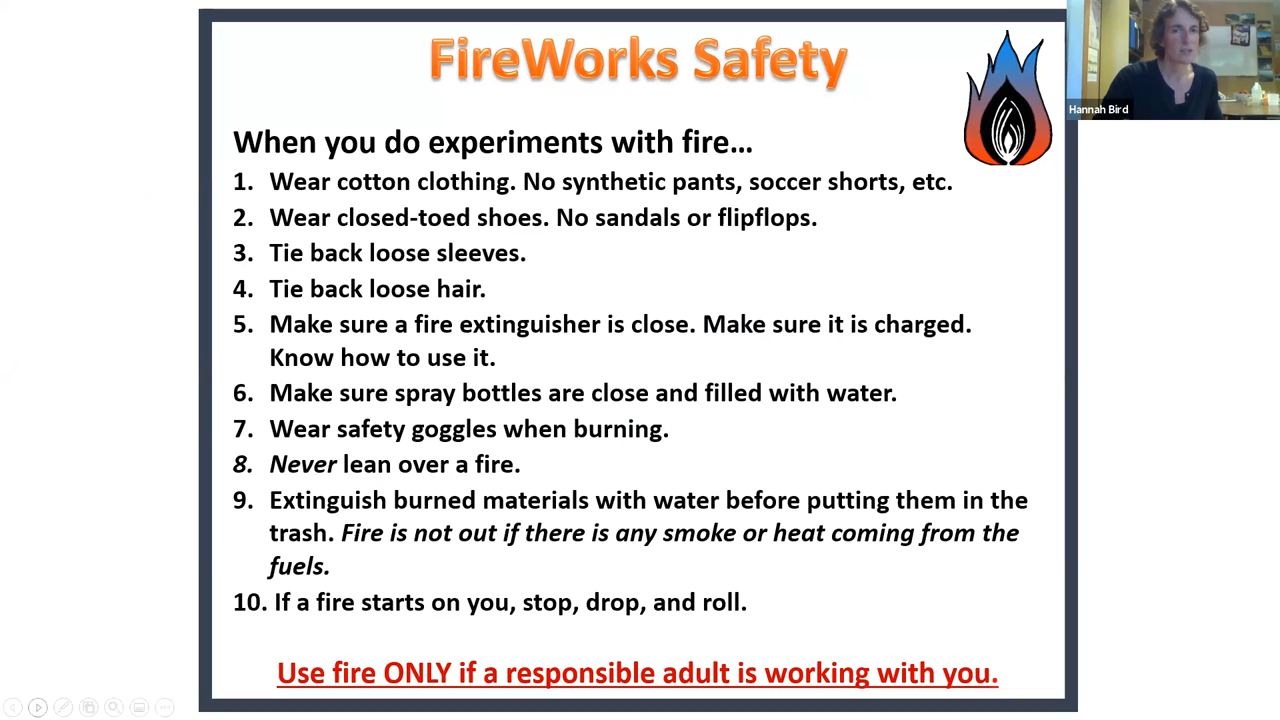 FireWorks Safety
Hannah Bird
When you do experiments with fire…
1. Wear cotton clothing. No synthetic pants, soccer shorts, etc.
2. Wear closed-toed shoes. No sandals or flipflops.
3. Tie back loose sleeves.
4. Tie back loose hair.
5. Make sure a fire extinguisher is close. Make sure it is charged.
Know how to use it.
6. Make sure spray bottles are close and filled with water.
7. Wear safety goggles when burning.
8. Never lean over a fire.
9. Extinguish burned materials with water before putting them in the
trash. Fire is not out if there is any smoke or heat coming from the
fuels.
10. If a fire starts on you, stop, drop, and roll.
Use fire ONLY if a responsible adult is working with you.